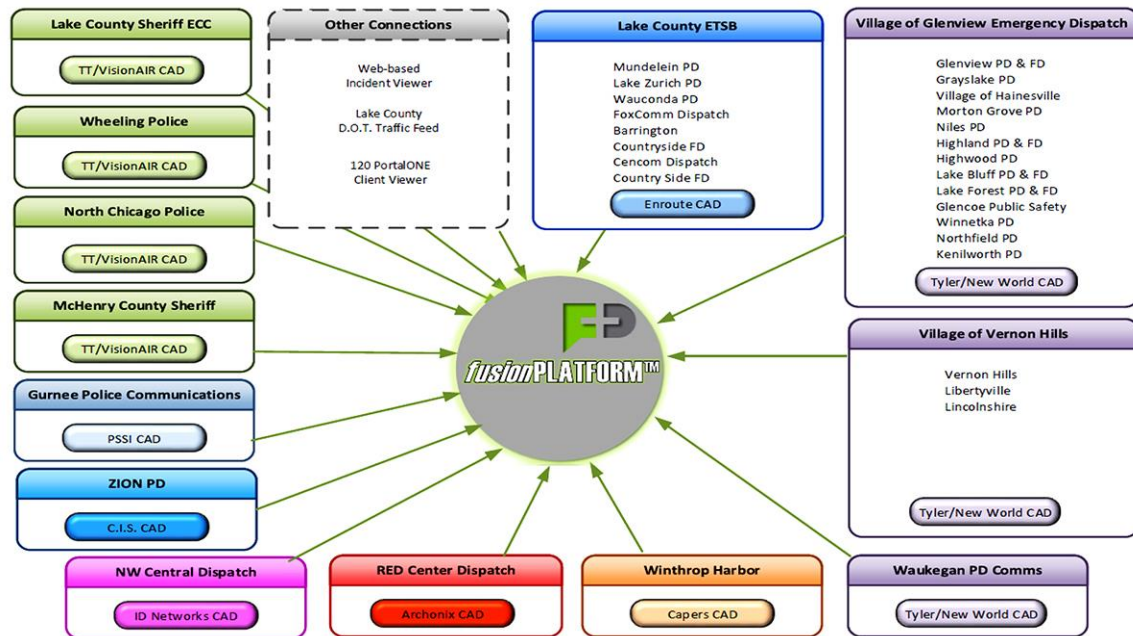 Lake County Sheriff ECC
TT/VisionAIR CAD
Wheeling Police
TT/VisionAIR CAD
North Chicago Police
TT/VisionAIR CAD
McHenry County Sheriff
TT/VisionAIR CAD
Gurnee Police Communications
PSSI CAD
ZION PD
C.I.S. CAD
Other Connections
Web-based
Incident Viewer
Lake County
D.O.T. Traffic Feed
120 PortalONE
Client Viewer
Lake County ETSB
Mundelein PD
Lake Zurich PD
Wauconda PD
FoxComm Dispatch
Barrington
Countryside FD
Cencom Dispatch
Country Side FD
Enroute CAD
Village of Glenview Emergency Dispatch
Glenview PD & FD
Grayslake PD
Village of Hainesville
Morton Grove PD
Niles PD
Highland PD & FD
Highwood PD
Lake Bluff PD & FD
Lake Forest PD & FD
Glencoe Public Safety
Winnetka PD
Northfield PD
Kenilworth PD
Tyler/New World CAD
fusionPLATFORM™
Village of Vernon Hills
Vernon Hills
Libertyville
Lincolnshire
Tyler/New World CAD
NW Central Dispatch
ID Networks CAD
RED Center Dispatch
Archonix CAD
Winthrop Harbor
Capers CAD
Waukegan PD Comms
Tyler/New World CAD